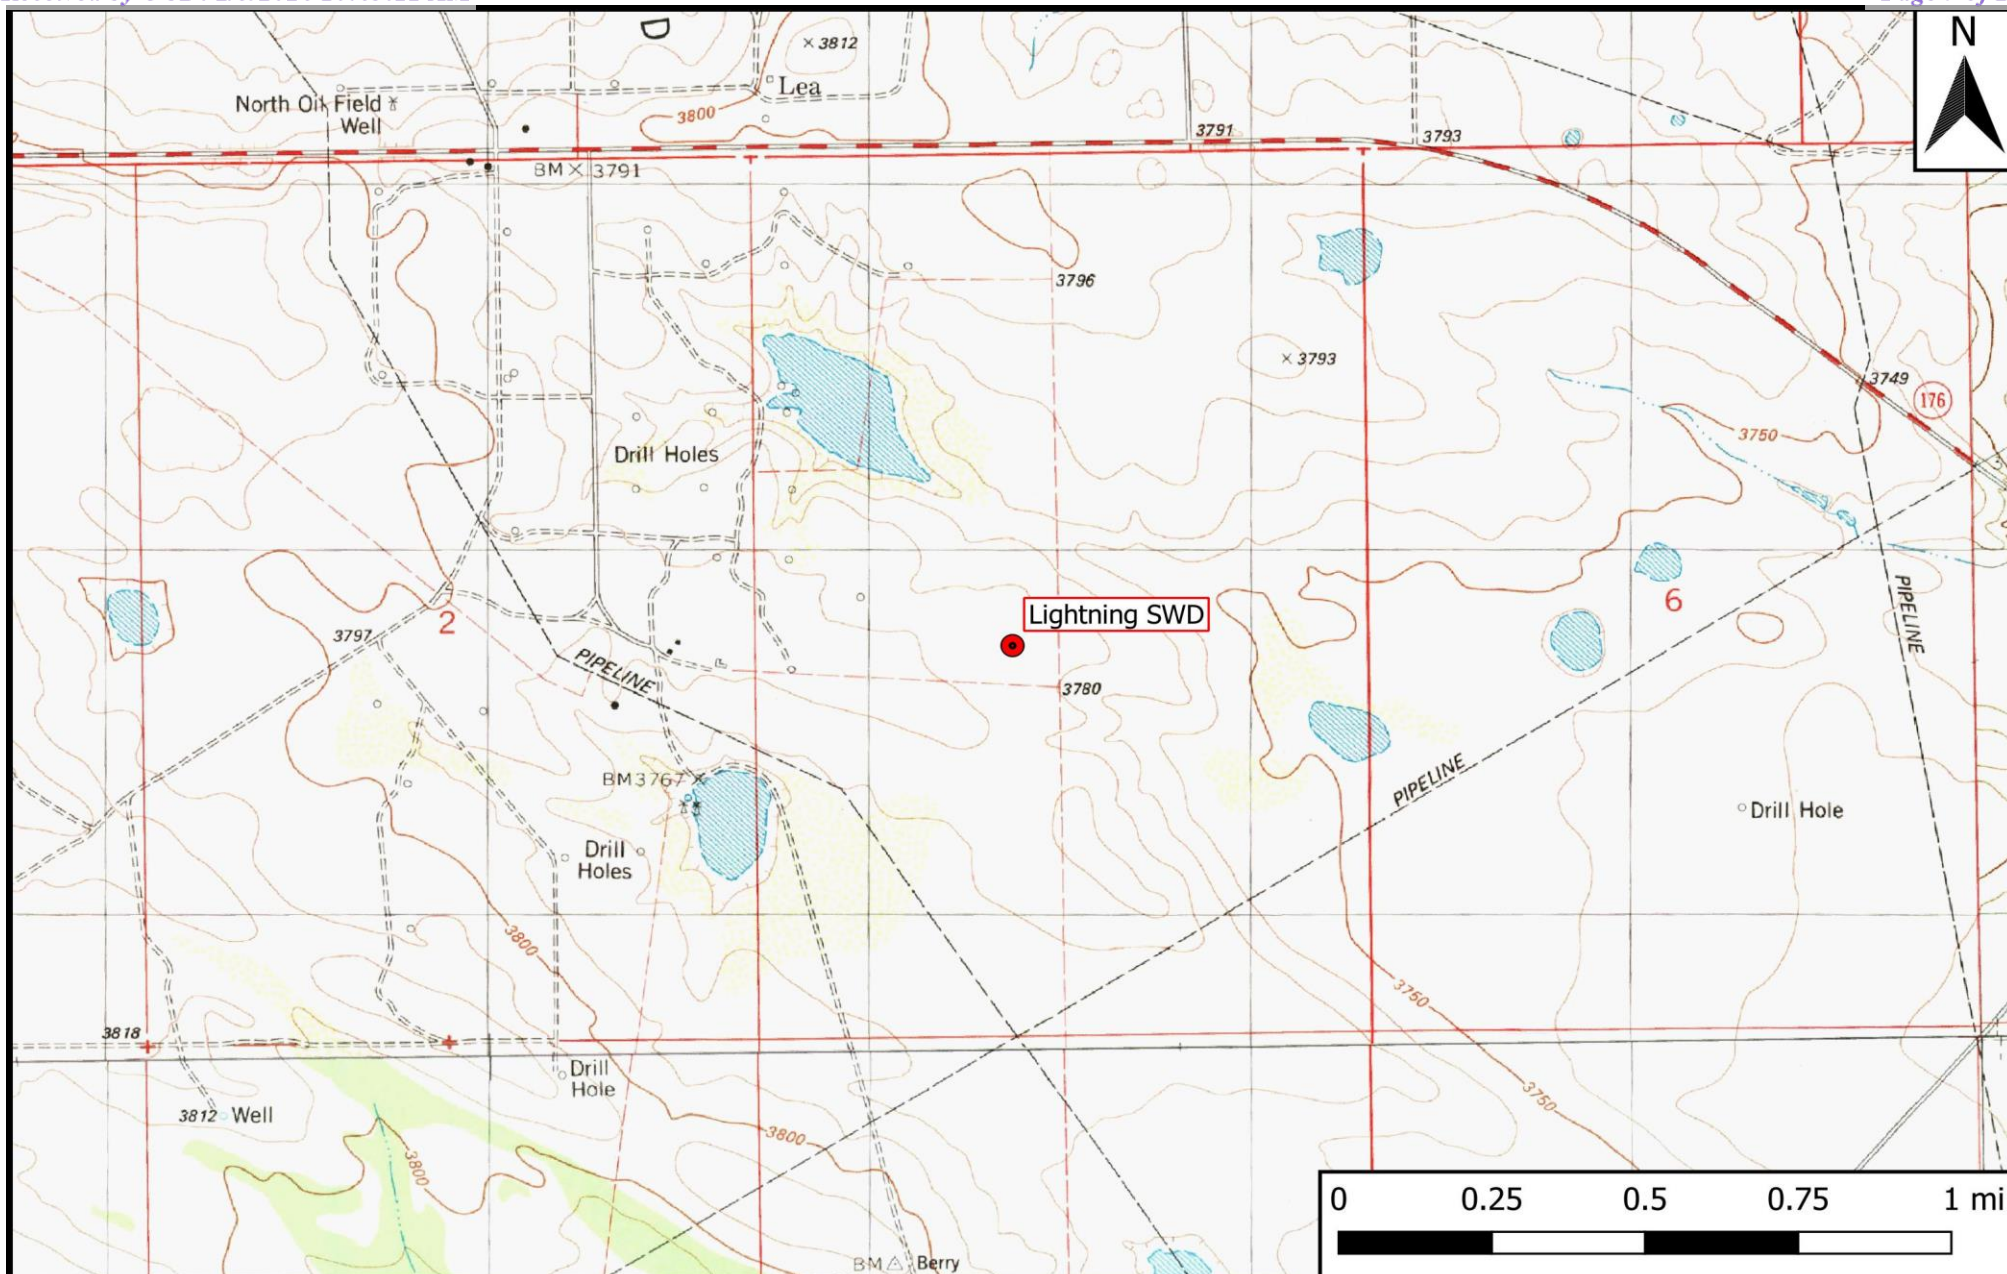 N
D
× 3812
Lea
North Oil Field
Well
3800
3791
3793
BM × 3791
3796
× 3793
3749
176
3750
Drill Holes
Lightning SWD
6
PIPELINE
2
3797
PIPELINE
3780
BM3767 ×
PIPELINE
Drill Hole
Drill
Holes
3800
3750
3818
Drill
Hole
3750
3812 Well
3800
3800
BM Berry
0 0.25 0.5 0.75 1 mi